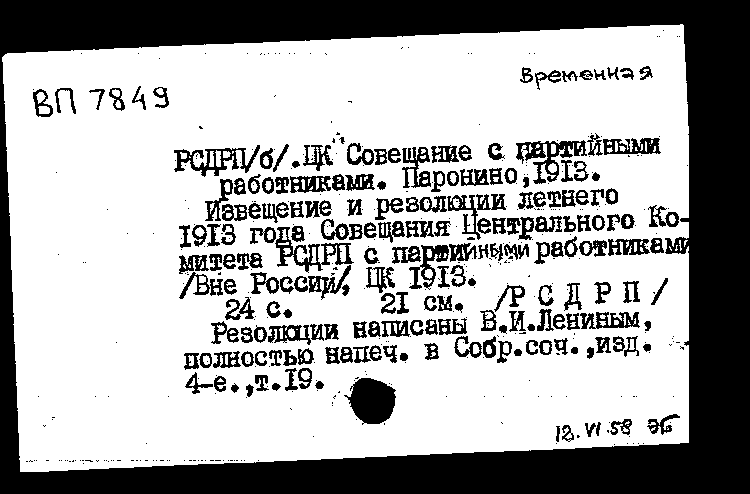 Временная
ВП 7849
РСДРП/б/.ЦК Совещание с партийными
работниками. Паронино,1913.
Извещение и резолюции летнего
1913 года Совещания Центрального Ко-
митета РСДРП с партийными работниками
/Вне России/, ЦК 1913.
24 с. 21 см. /Р С Д Р П /
Резолюции написаны В.И.Лениным,
полностью напеч. в Собр.соч.,изд.
4-е.,т.19.
12.VI 58